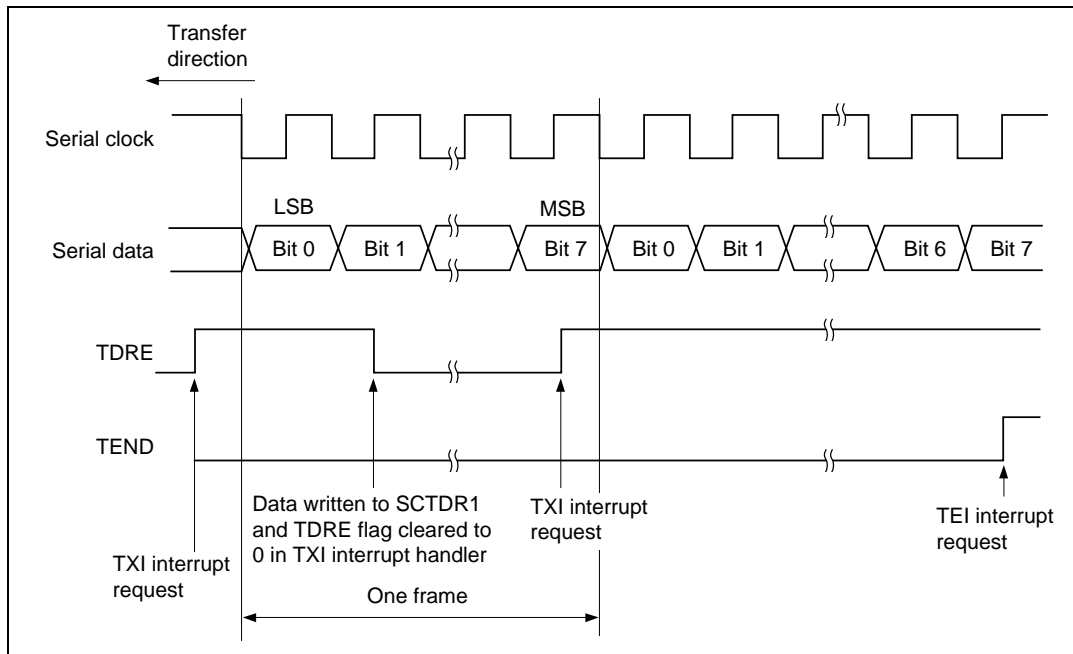 Transfer
direction
Serial clock
LSB
MSB
Serial data
Bit 0
Bit 1
Bit 7
Bit 0
Bit 1
Bit 6
Bit 7
TDRE
TEND
Data written to SCTDR1
and TDRE flag cleared to
0 in TXI interrupt handler
TXI interrupt
request
TEI interrupt
request
TXI interrupt
request
One frame